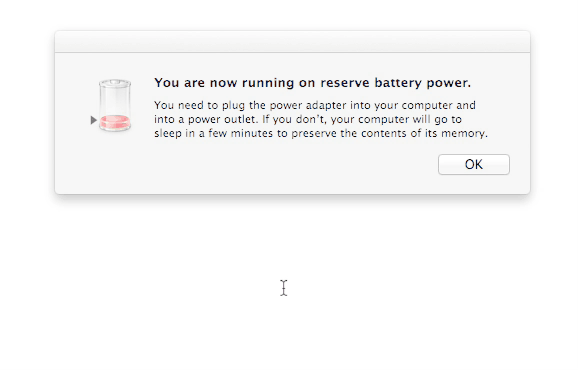 You are now running on reserve battery power.
You need to plug the power adapter into your computer and
into a power outlet. If you don't, your computer will go to
sleep in a few minutes to preserve the contents of its memory.
OK